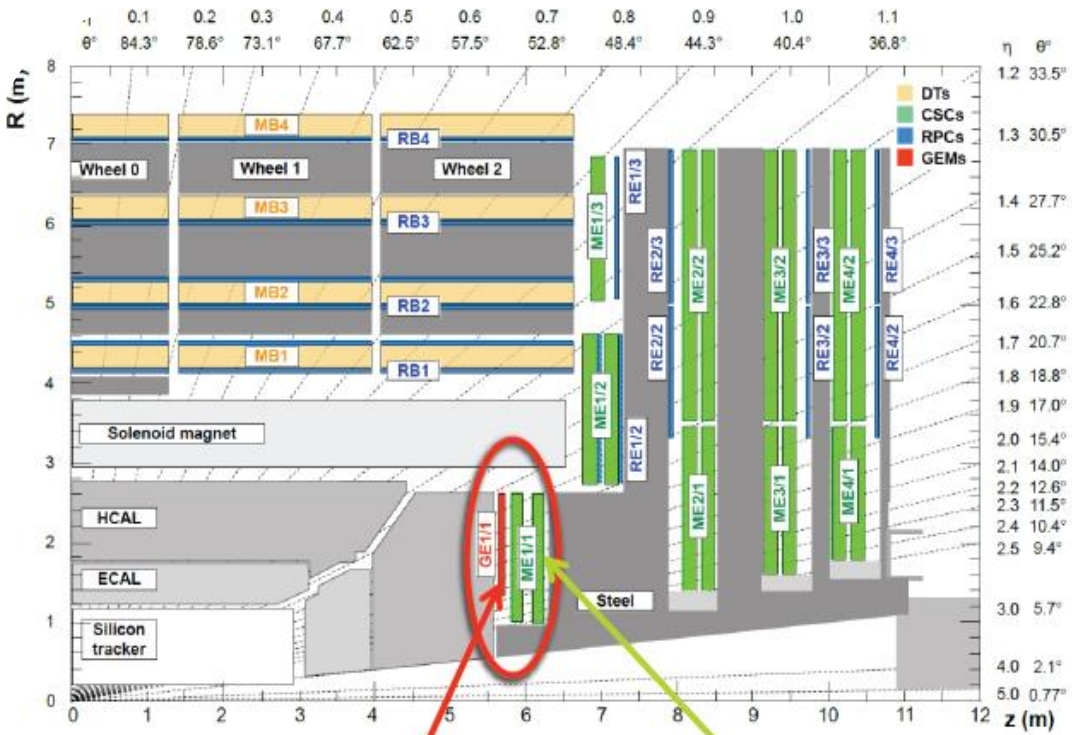 -η 0.1 0.2 0.3 0.4 0.5 0.6 0.7 0.8 0.9 1.0 1.1
θ° 84.3° 78.6° 73.1° 67.7° 62.5° 57.5° 52.8° 48.4° 44.3° 40.4° 36.8° η θ°
R (m)
8
7
6
5
4
3
2
1
0
1.2 33.5°
1.3 30.5°
1.4 27.7°
1.5 25.2°
1.6 22.8°
1.7 20.7°
1.8 18.8°
1.9 17.0°
2.0 15.4°
2.1 14.0°
2.2 12.6°
2.3 11.5°
2.4 10.4°
2.5 9.4°
3.0 5.7°
4.0 2.1°
5.0 0.77°
DTs
CSCs
RPCs
GEMs
MB4
RB4
Wheel 0 Wheel 1 Wheel 2
MB3
RB3
MB2
RB2
MB1
RB1
Solenoid magnet
HCAL
ECAL
Silicon
tracker
Steel
GE1/1
ME1/1
ME1/2
RE1/2
ME1/3
RE1/3
RE2/3
RE2/2
ME2/2
ME2/1
ME3/2
ME3/1
RE3/3
RE3/2
ME4/2
ME4/1
RE4/3
RE4/2
0 1 2 3 4 5 6 7 8 9 10 11 12
z (m)